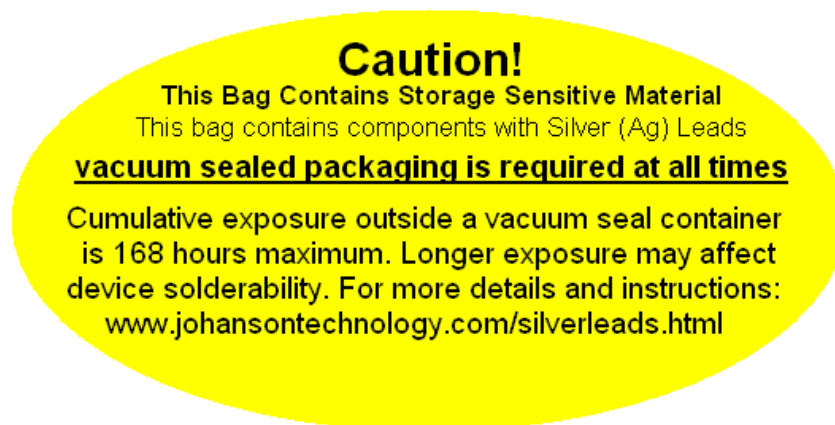 Caution!
This Bag Contains Storage Sensitive Material
This bag contains components with Silver (Ag) Leads
vacuum sealed packaging is required at all times
Cumulative exposure outside a vacuum seal container
is 168 hours maximum. Longer exposure may affect
device solderability. For more details and instructions:
www.johansontechnology.com/silverleads.html